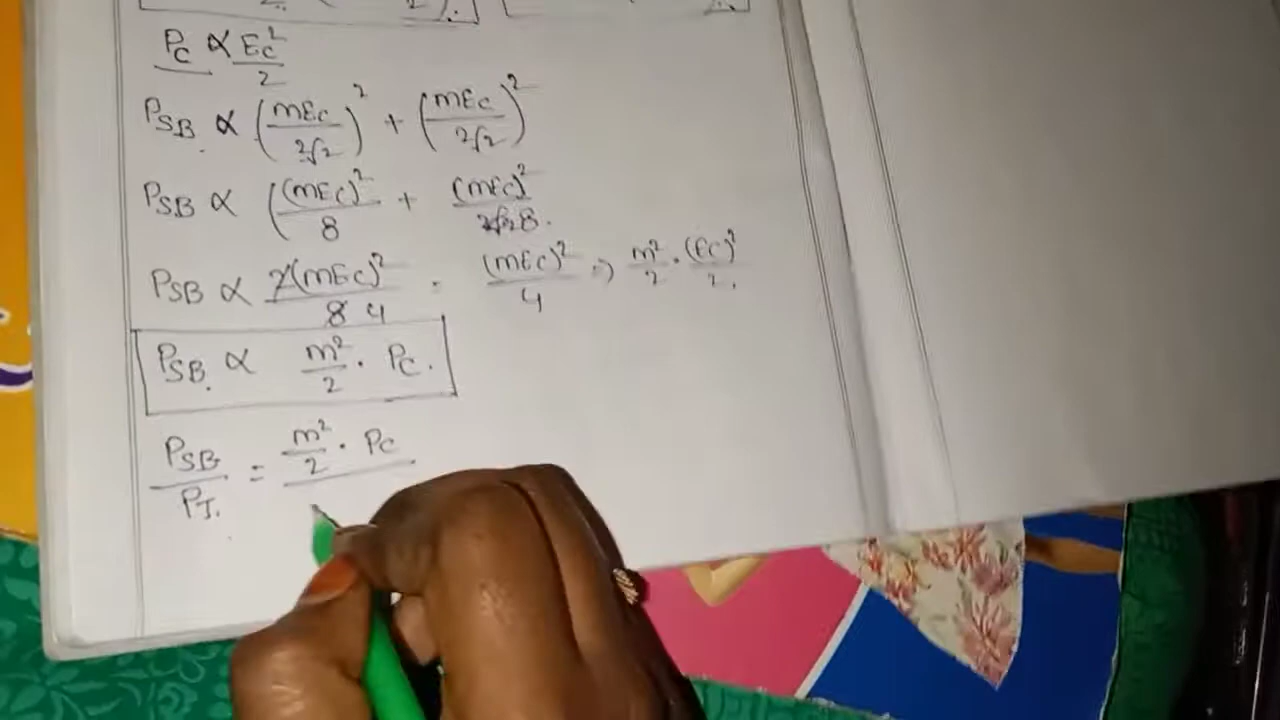 Pc ∝ Ec²/2
PSB ∝ (mEc/2√2)² + (mEc/2√2)²
PSB ∝ ((mEc)²/8 + (mEc)²/8.
PSB ∝ 2(mEc)²/8 4 . (mEc)²/4 ⇒ m²/2 . (Ec)²/2.
PSB ∝ m²/2 . Pc.
PSB/PT. = m²/2 . Pc